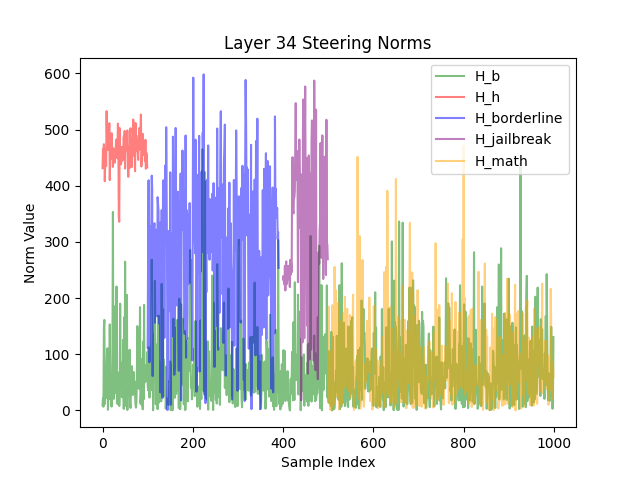 Layer 34 Steering Norms
600
500
400
300
200
100
0
Norm Value
0
200
400
600
800
1000
Sample Index
H_b
H_h
H_borderline
H_jailbreak
H_math